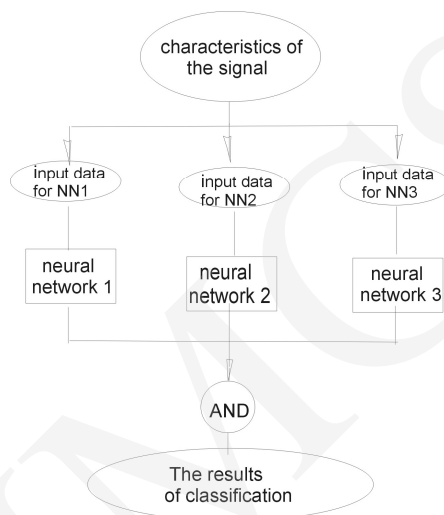 characteristics of
the signal
input data
for NN1
input data
for NN2
input data
for NN3
neural
network 1
neural
network 2
neural
network 3
AND
The results
of classification